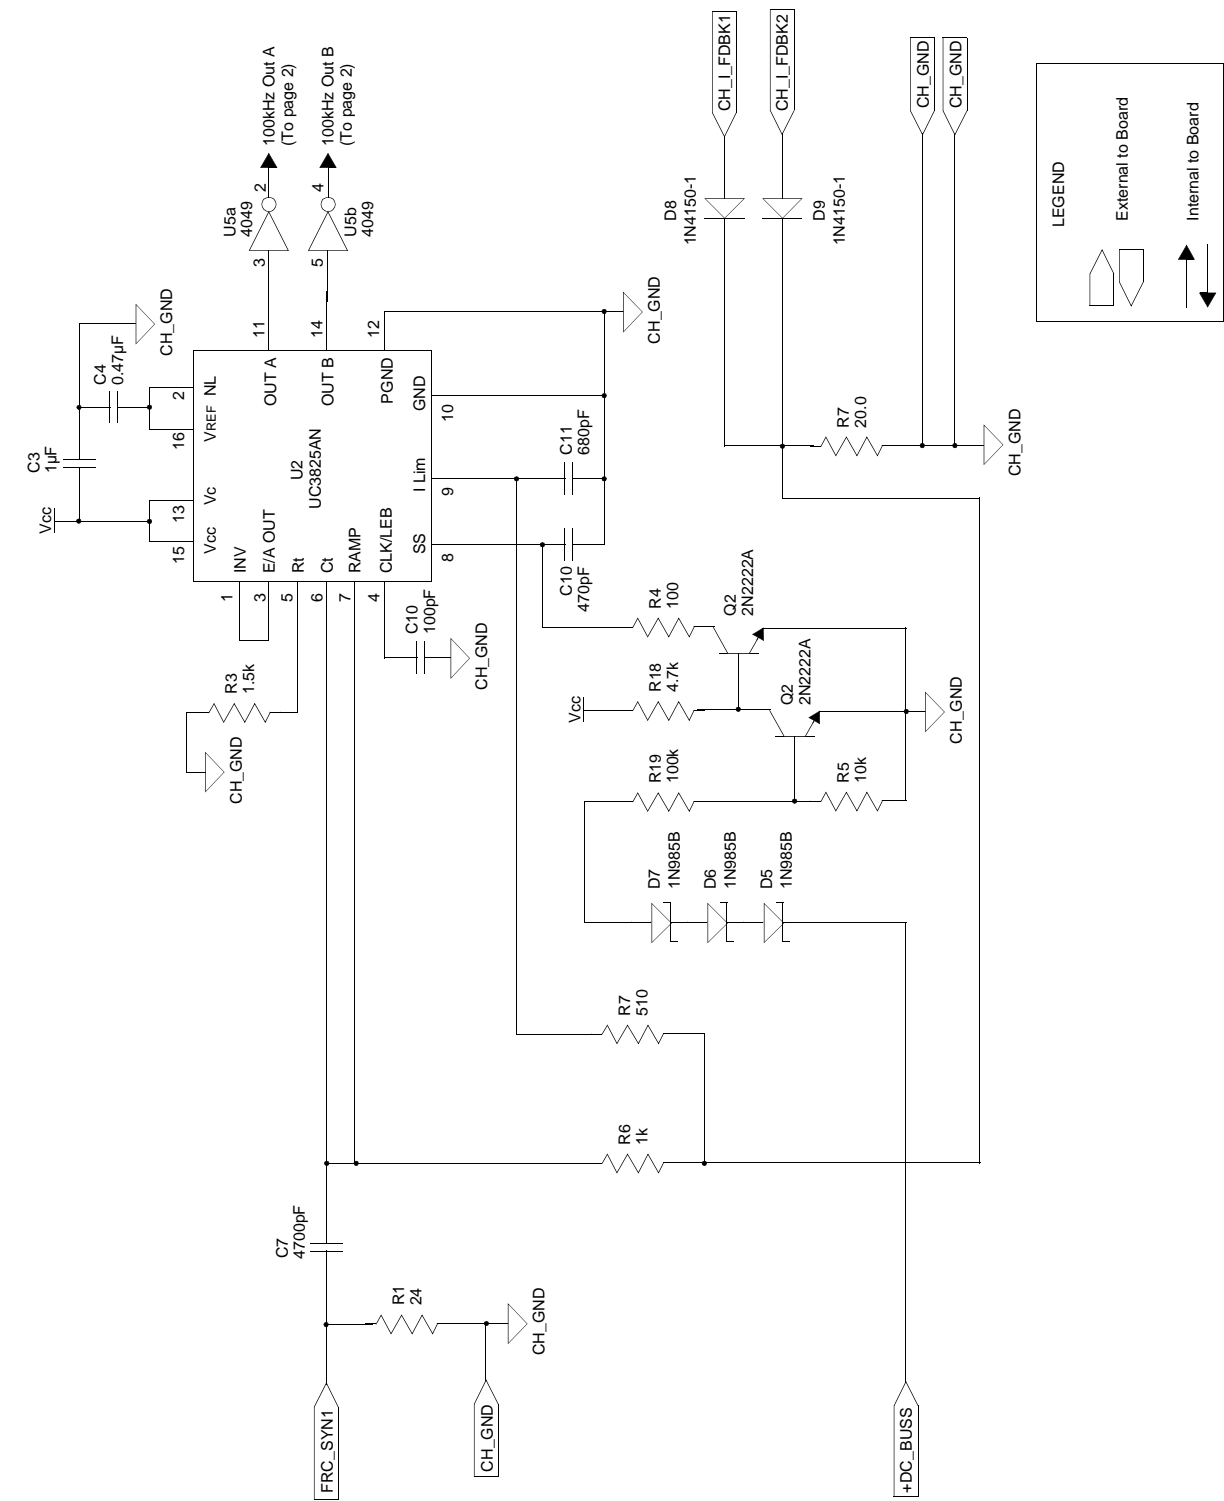 FRC_SYN1
CH_GND
+DC_BUSS
R1
24
CH_GND
C7
4700pF
R6
1k
R7
510
D7
1N985B
D6
1N985B
D5
1N985B
R19
100k
R5
10k
Vcc
R18
4.7k
Q2
2N2222A
R4
100
Q2
2N2222A
CH_GND
R3
1.5k
CH_GND
C10
100pF
CH_GND
C10
470pF
C11
680pF
CH_GND
U2
UC3825AN
1
INV
3
E/A OUT
5
Rt
6
Ct
7
RAMP
4
CLK/LEB
15
Vcc
13
Vc
16
VREF
2
NL
8
SS
9
I Lim
10
GND
11
OUT A
14
OUT B
12
PGND
Vcc
C3
1µF
C4
0.47µF
CH_GND
U5a
4049
3
2
100kHz Out A
(To page 2)
U5b
4049
5
4
100kHz Out B
(To page 2)
D8
1N4150-1
D9
1N4150-1
CH_I_FDBK1
CH_I_FDBK2
R7
20.0
CH_GND
CH_GND
CH_GND
LEGEND
External to Board
Internal to Board